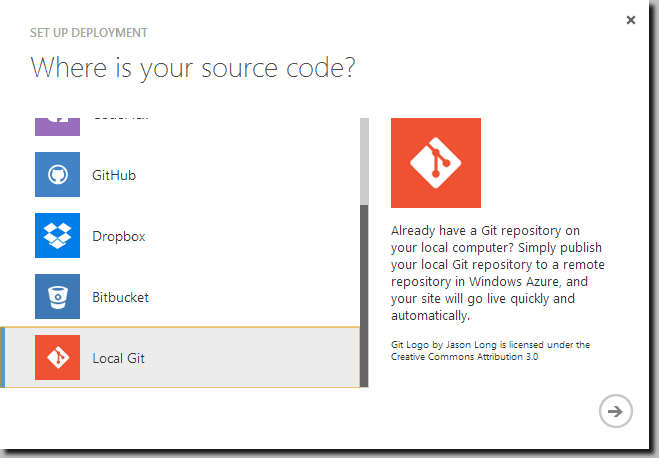 SET UP DEPLOYMENT
Where is your source code?
GitHub
Dropbox
Bitbucket
Local Git
Already have a Git repository on
your local computer? Simply publish
your local Git repository to a remote
repository in Windows Azure, and
your site will go live quickly and
automatically.
Git Logo by Jason Long is licensed under the
Creative Commons Attribution 3.0